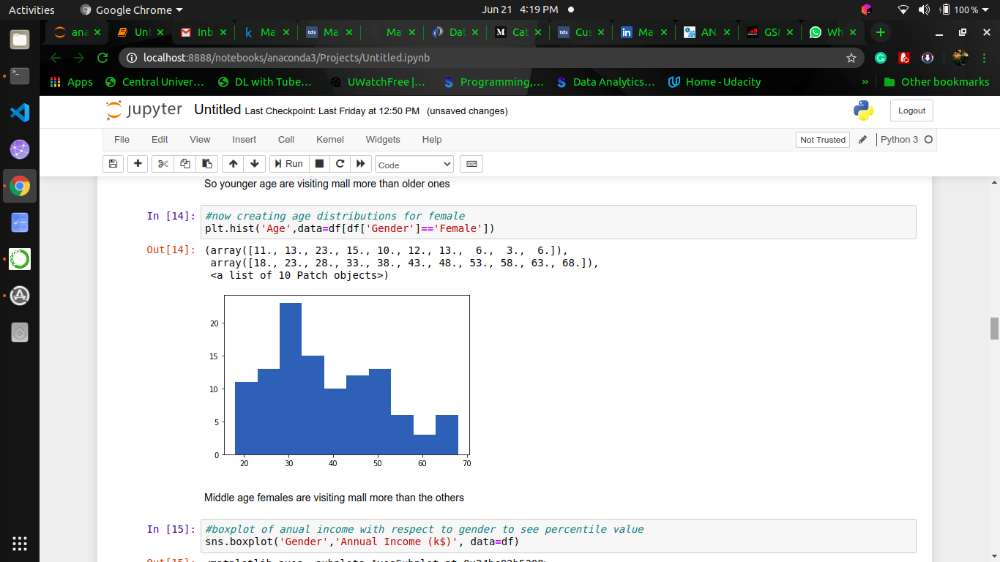 Activities Google Chrome Jun 21 4:19 PM 100 %
ana Unt Inb Ma Ma Ma Dat Cat Cus Ma AN GSM Wh
localhost:8888/notebooks/anaconda3/Projects/Untitled.ipynb
Apps Central Univer... DL with Tube... UWatchFree |... Programming,... Data Analytics... Home - Udacity » Other bookmarks
jupyter Untitled Last Checkpoint: Last Friday at 12:50 PM (unsaved changes) Logout
File Edit View Insert Cell Kernel Widgets Help Not Trusted Python 3
Run Code
So younger age are visiting mall more than older ones
In [14]: #now creating age distributions for female
plt.hist('Age',data=df[df['Gender']=='Female'])
Out[14]: (array([11., 13., 23., 15., 10., 12., 13., 6., 3., 6.]),
array([18., 23., 28., 33., 38., 43., 48., 53., 58., 63., 68.]),
<a list of 10 Patch objects>)
20
15
10
5
0
20 30 40 50 60 70
Middle age females are visiting mall more than the others
In [15]: #boxplot of anual income with respect to gender to see percentile value
sns.boxplot('Gender','Annual Income (k$)', data=df)
Out[15]: